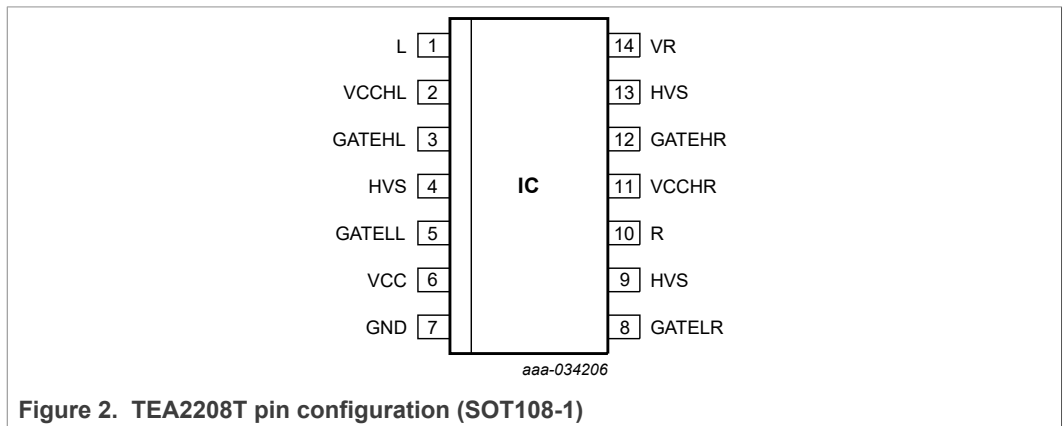 L 1 14 VR
VCCHL 2 13 HVS
GATEHL 3 12 GATEHR
HVS 4 IC 11 VCCHR
GATELL 5 10 R
VCC 6 9 HVS
GND 7 8 GATELR
aaa-034206
Figure 2. TEA2208T pin configuration (SOT108-1)